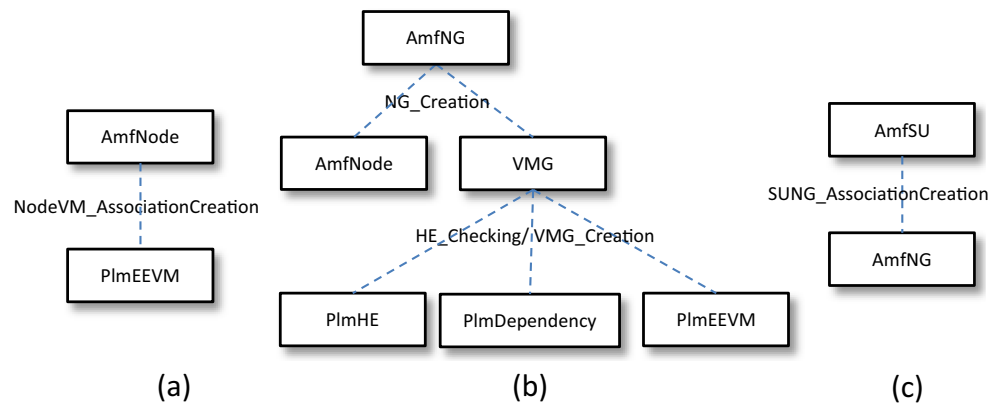 AmfNode
NodeVM_AssociationCreation
PlmEEVM
(a)
AmfNG
NG_Creation
AmfNode
VMG
HE_Checking/ VMG_Creation
PlmHE
PlmDependency
PlmEEVM
(b)
AmfSU
SUNG_AssociationCreation
AmfNG
(c)